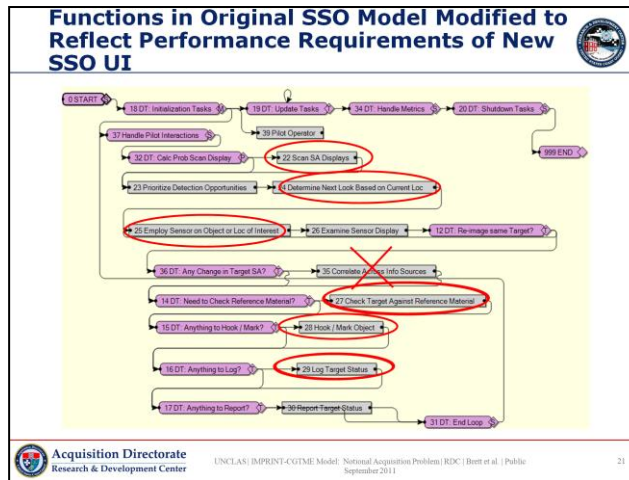 Functions in Original SSO Model Modified to
Reflect Performance Requirements of New
SSO UI
0 START
18 DT: Initialization Tasks
19 DT: Update Tasks
34 DT: Handle Metrics
20 DT: Shutdown Tasks
37 Handle Pilot Interactions
39 Pilot Operator
999 END
32 DT: Calc Prob Scan Display
22 Scan SA Displays
23 Prioritize Detection Opportunities
24 Determine Next Look Based on Current Loc
25 Employ Sensor on Object or Loc of Interest
26 Examine Sensor Display
12 DT: Re-image same Target?
36 DT: Any Change in Target SA?
35 Correlate Across Info Sources
14 DT: Need to Check Reference Material?
27 Check Target Against Reference Material
15 DT: Anything to Hook / Mark?
28 Hook / Mark Object
16 DT: Anything to Log?
29 Log Target Status
17 DT: Anything to Report?
30 Report Target Status
31 DT: End Loop
Acquisition Directorate
Research & Development Center
UNCLAS | IMPRINT-CGTME Model: Notional Acquisition Problem | RDC | Brett et al. | Public
September 2011
21